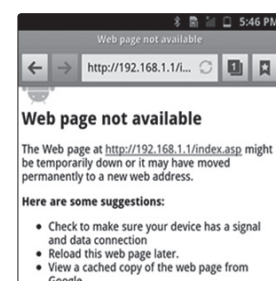 5:46 PM
Web page not available
http://192.168.1.1/i...
1
Web page not available
The Web page at http://192.168.1.1/index.asp might
be temporarily down or it may have moved
permanently to a new web address.
Here are some suggestions:
• Check to make sure your device has a signal
and data connection
• Reload this web page later.
• View a cached copy of the web page from
Google